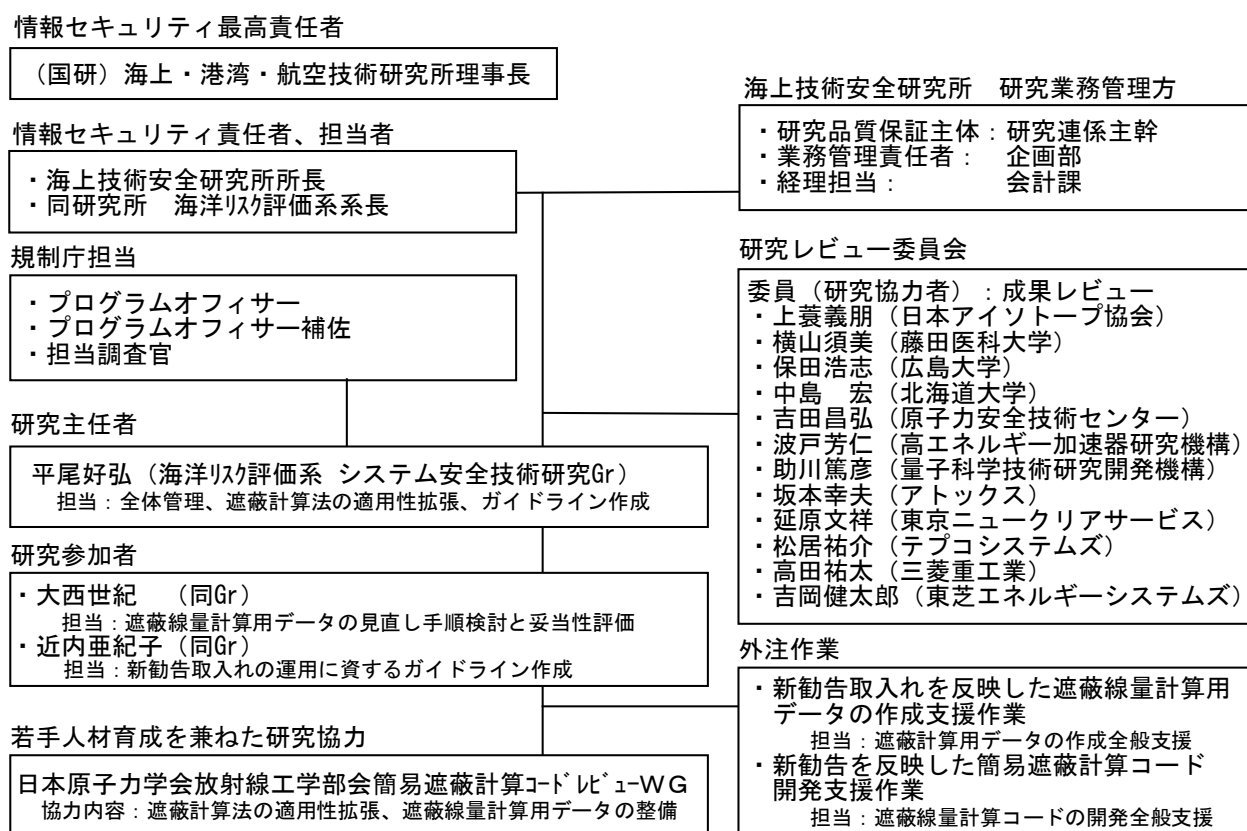 情報セキュリティ最高責任者
（国研）海上・港湾・航空技術研究所理事長
情報セキュリティ責任者、担当者
・海上技術安全研究所所長
・同研究所　海洋ﾘｽｸ評価系系長
規制庁担当
・プログラムオフィサー
・プログラムオフィサー補佐
・担当調査官
研究主任者
平尾好弘（海洋ﾘｽｸ評価系 システム安全技術研究Gr）
担当：全体管理、遮蔽計算法の適用性拡張、ガイドライン作成
研究参加者
・大西世紀　（同Gr）
担当：遮蔽線量計算用データの見直し手順検討と妥当性評価
・近内亜紀子（同Gr）
担当：新勧告取入れの運用に資するガイドライン作成
若手人材育成を兼ねた研究協力
日本原子力学会放射線工学部会簡易遮蔽計算ｺｰﾄﾞﾚﾋﾞｭｰＷＧ
協力内容：遮蔽計算法の適用性拡張、遮蔽線量計算用データの整備
海上技術安全研究所　研究業務管理方
・研究品質保証主体：研究連係主幹
・業務管理責任者：　企画部
・経理担当：　　　　会計課
研究レビュー委員会
委員（研究協力者）：成果レビュー
・上蓑義朋（日本アイソトープ協会）
・横山須美（藤田医科大学）
・保田浩志（広島大学）
・中島　宏（北海道大学）
・吉田昌弘（原子力安全技術センター）
・波戸芳仁（高エネルギー加速器研究機構）
・助川篤彦（量子科学技術研究開発機構）
・坂本幸夫（アトックス）
・延原文祥（東京ニュークリアサービス）
・松居祐介（テプコシステムズ）
・高田祐太（三菱重工業）
・吉岡健太郎（東芝エネルギーシステムズ）
外注作業
・新勧告取入れを反映した遮蔽線量計算用
データの作成支援作業
担当：遮蔽計算用データの作成全般支援
・新勧告を反映した簡易遮蔽計算コード
開発支援作業
担当：遮蔽線量計算コードの開発全般支援